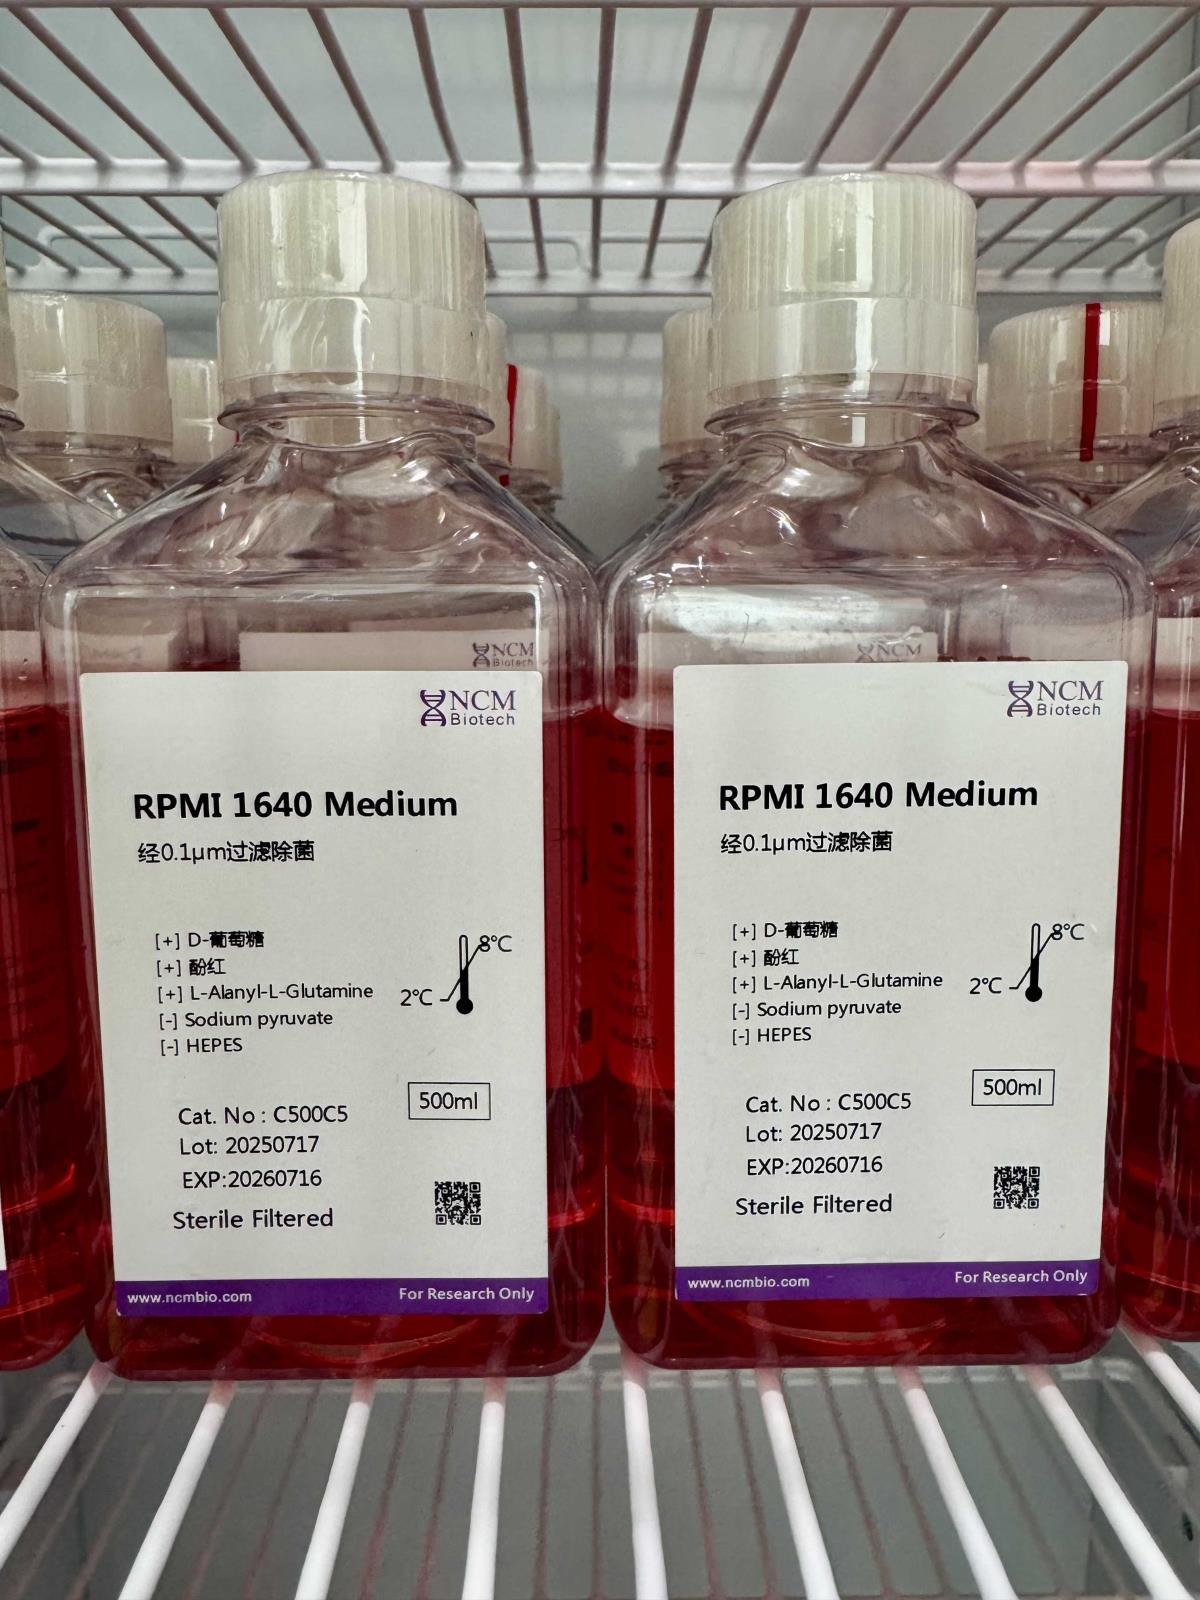 NCM
Biotech
RPMI 1640 Medium
经0.1μm过滤除菌
[+] D-葡萄糖
[+] 酚红
[+] L-Alanyl-L-Glutamine
[-] Sodium pyruvate
[-] HEPES
8℃
2℃
500ml
Cat. No : C500C5
Lot: 20250717
EXP:20260716
Sterile Filtered
www.ncmbio.com
For Research Only
NCM
Biotech
RPMI 1640 Medium
经0.1μm过滤除菌
[+] D-葡萄糖
[+] 酚红
[+] L-Alanyl-L-Glutamine
[-] Sodium pyruvate
[-] HEPES
8℃
2℃
500ml
Cat. No : C500C5
Lot: 20250717
EXP:20260716
Sterile Filtered
www.ncmbio.com
For Research Only
NCM
Biotech
NCM